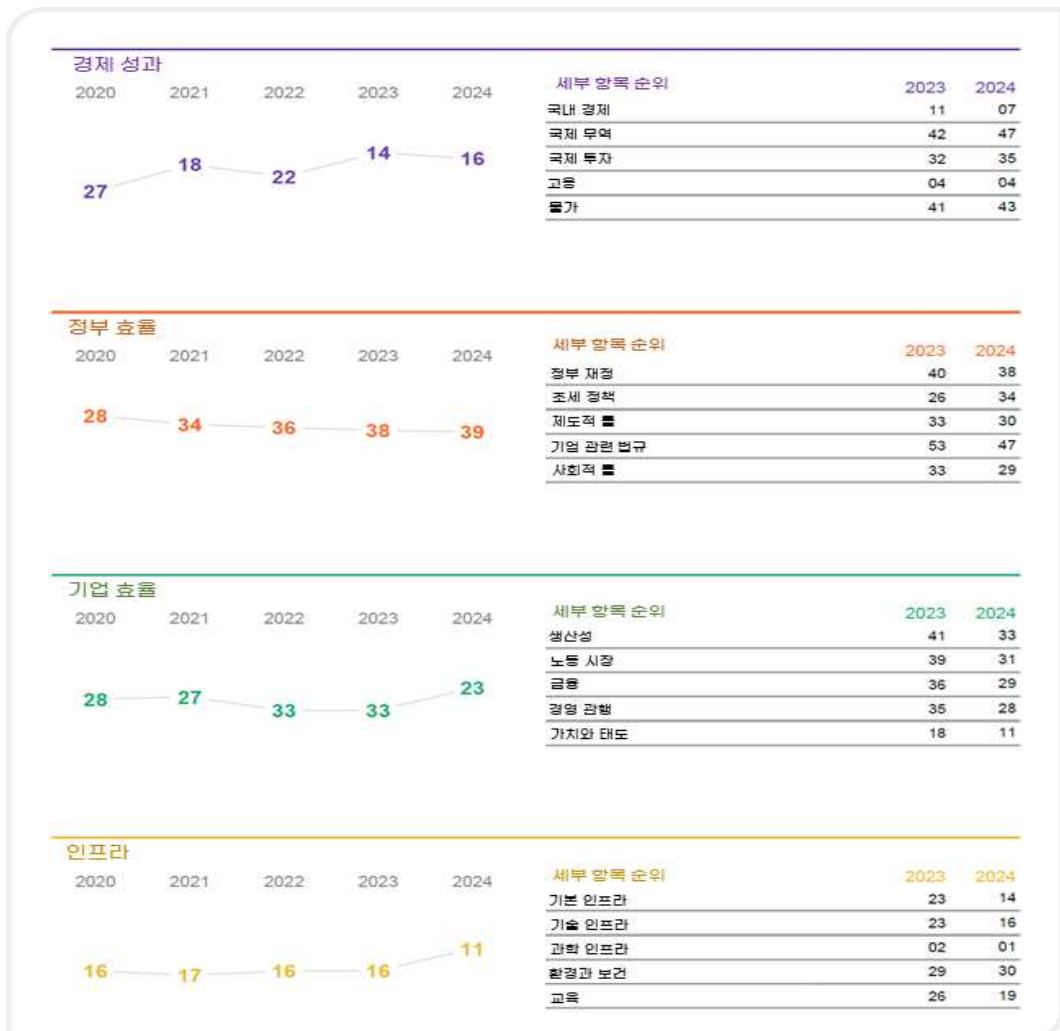 경제 성과
2020 2021 2022 2023 2024
27 18 22 14 16
세부 항목 순위 2023 2024
국내 경제 11 07
국제 무역 42 47
국제 투자 32 35
고용 04 04
물가 41 43
정부 효율
2020 2021 2022 2023 2024
28 34 36 38 39
세부 항목 순위 2023 2024
정부 재정 40 38
조세 정책 26 34
제도적 틀 33 30
기업 관련 법규 53 47
사회적 틀 33 29
기업 효율
2020 2021 2022 2023 2024
28 27 33 33 23
세부 항목 순위 2023 2024
생산성 41 33
노동 시장 39 31
금융 36 29
경영 관행 35 28
가치와 태도 18 11
인프라
2020 2021 2022 2023 2024
16 17 16 16 11
세부 항목 순위 2023 2024
기본 인프라 23 14
기술 인프라 23 16
과학 인프라 02 01
환경과 보건 29 30
교육 26 19